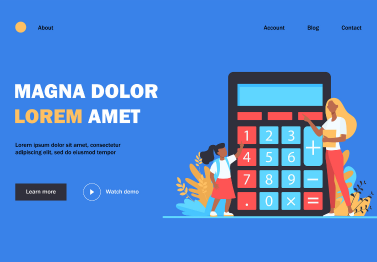 About
Account
Blog
Contact
MAGNA DOLOR
LOREM AMET
Lorem ipsum dolor sit amet, consectetur
adipiscing elit, sed do eiusmod tempor
Learn more
Watch demo
1 2 3 +
4 5 6
7 8 9 −
. 0 × =